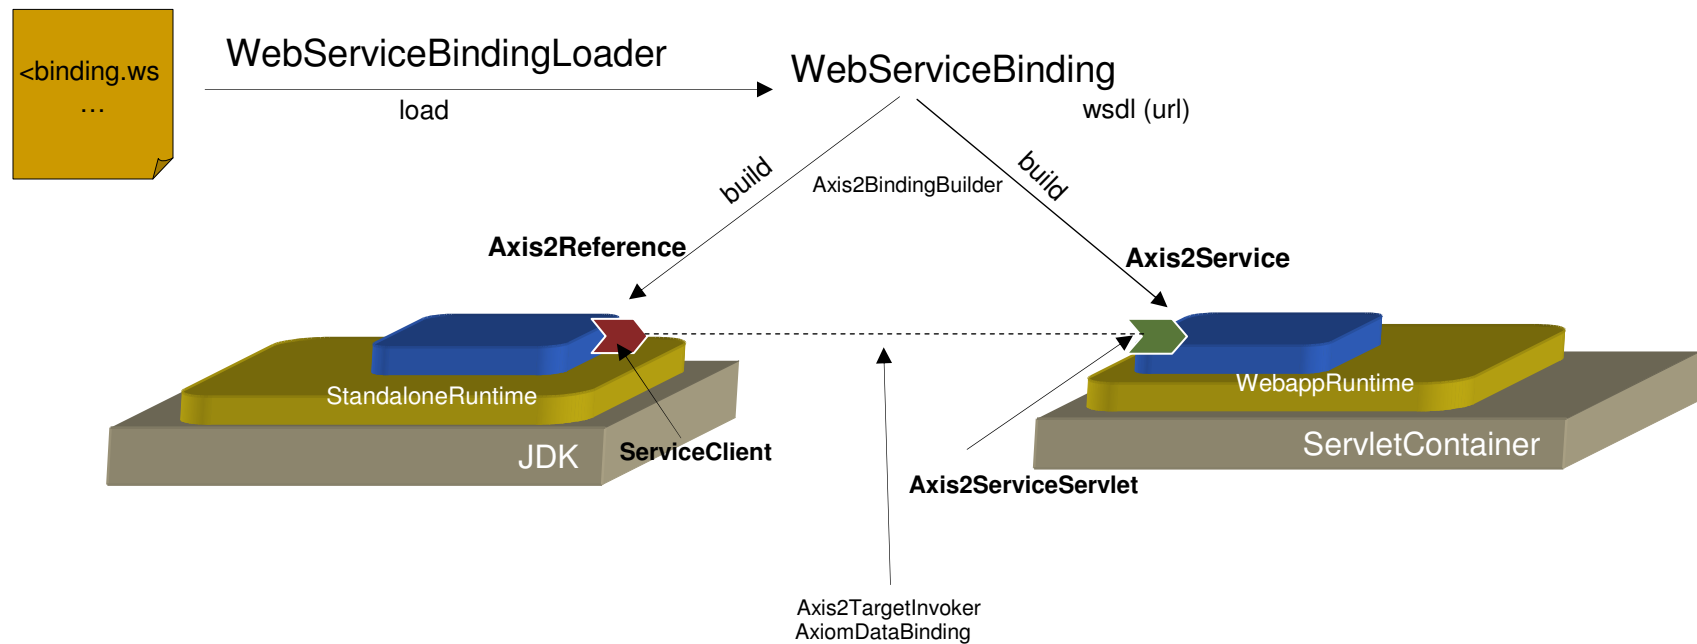 <binding.ws
…
WebServiceBindingLoader
load
WebServiceBinding
wsdl (url)
build
Axis2BindingBuilder
build
Axis2Reference
Axis2Service
StandaloneRuntime
WebappRuntime
JDK
ServiceClient
ServletContainer
Axis2ServiceServlet
Axis2TargetInvoker
AxiomDataBinding